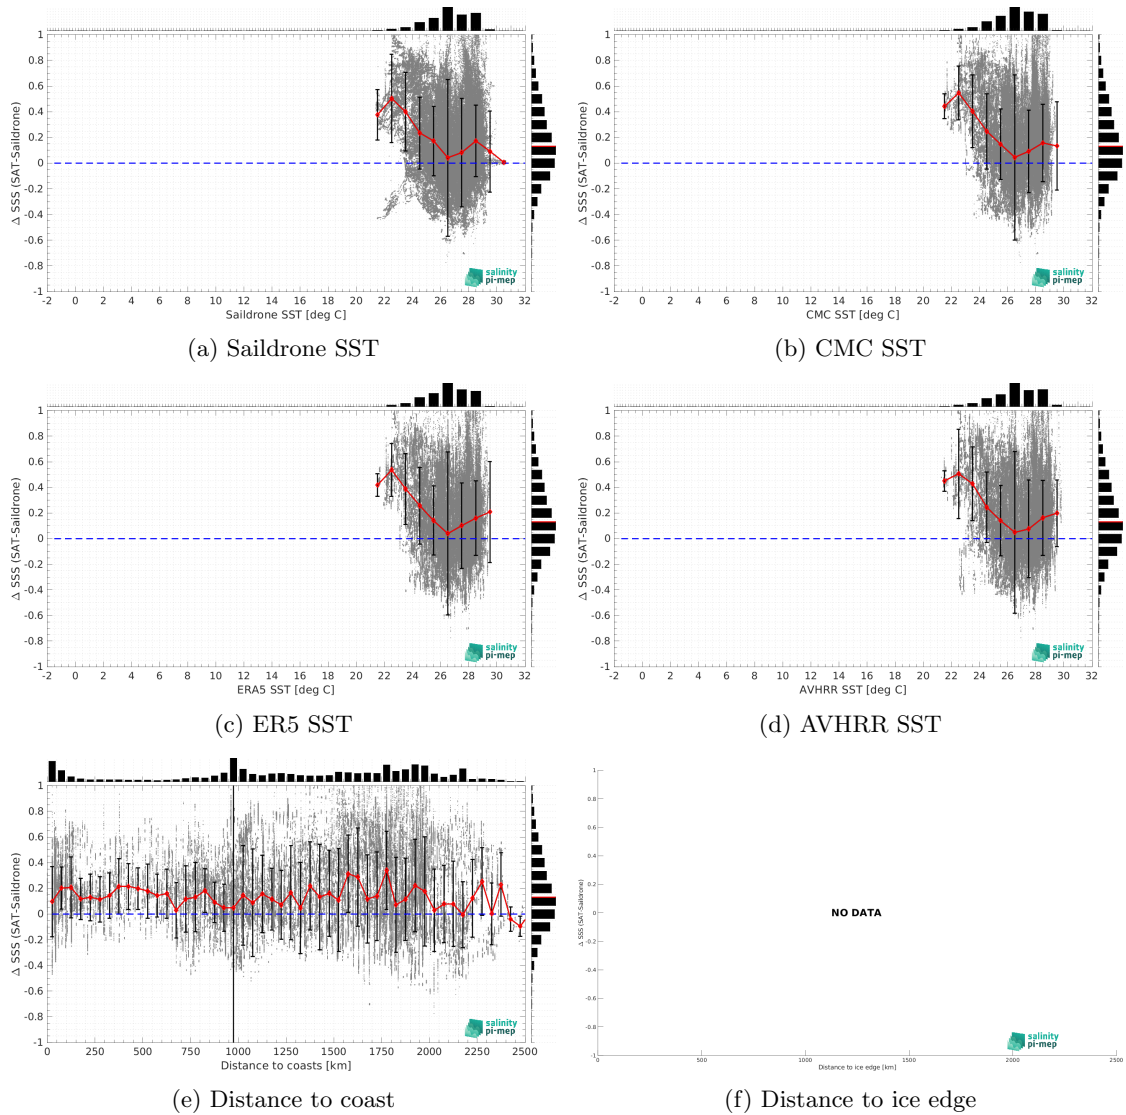 1
0.8
0.6
0.4
0.2
0
-0.2
-0.4
-0.6
-0.8
-1
Δ SSS (SAT-Saildrone)
salinity
pi-mep
-2 0 2 4 6 8 10 12 14 16 18 20 22 24 26 28 30 32
Saildrone SST [deg C]
(a) Saildrone SST
1
0.8
0.6
0.4
0.2
0
-0.2
-0.4
-0.6
-0.8
-1
Δ SSS (SAT-Saildrone)
salinity
pi-mep
-2 0 2 4 6 8 10 12 14 16 18 20 22 24 26 28 30 32
CMC SST [deg C]
(b) CMC SST
1
0.8
0.6
0.4
0.2
0
-0.2
-0.4
-0.6
-0.8
-1
Δ SSS (SAT-Saildrone)
salinity
pi-mep
-2 0 2 4 6 8 10 12 14 16 18 20 22 24 26 28 30 32
ERA5 SST [deg C]
(c) ER5 SST
1
0.8
0.6
0.4
0.2
0
-0.2
-0.4
-0.6
-0.8
-1
Δ SSS (SAT-Saildrone)
salinity
pi-mep
-2 0 2 4 6 8 10 12 14 16 18 20 22 24 26 28 30 32
AVHRR SST [deg C]
(d) AVHRR SST
1
0.8
0.6
0.4
0.2
0
-0.2
-0.4
-0.6
-0.8
-1
Δ SSS (SAT-Saildrone)
salinity
pi-mep
0 250 500 750 1000 1250 1500 1750 2000 2250 2500
Distance to coasts [km]
(e) Distance to coast
1
0.8
0.6
0.4
0.2
0
-0.2
-0.4
-0.6
-0.8
-1
Δ SSS (SAT-Saildrone)
NO DATA
salinity
pi-mep
0 500 1000 1500 2000 2500
Distance to ice edge [km]
(f) Distance to ice edge